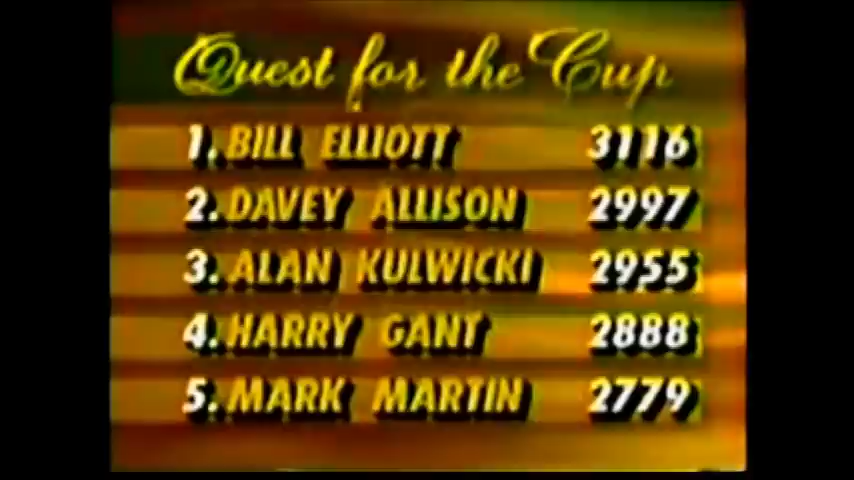 Quest for the Cup
1. BILL ELLIOTT 3116
2. DAVEY ALLISON 2997
3. ALAN KULWICKI 2955
4. HARRY GANT 2888
5. MARK MARTIN 2779